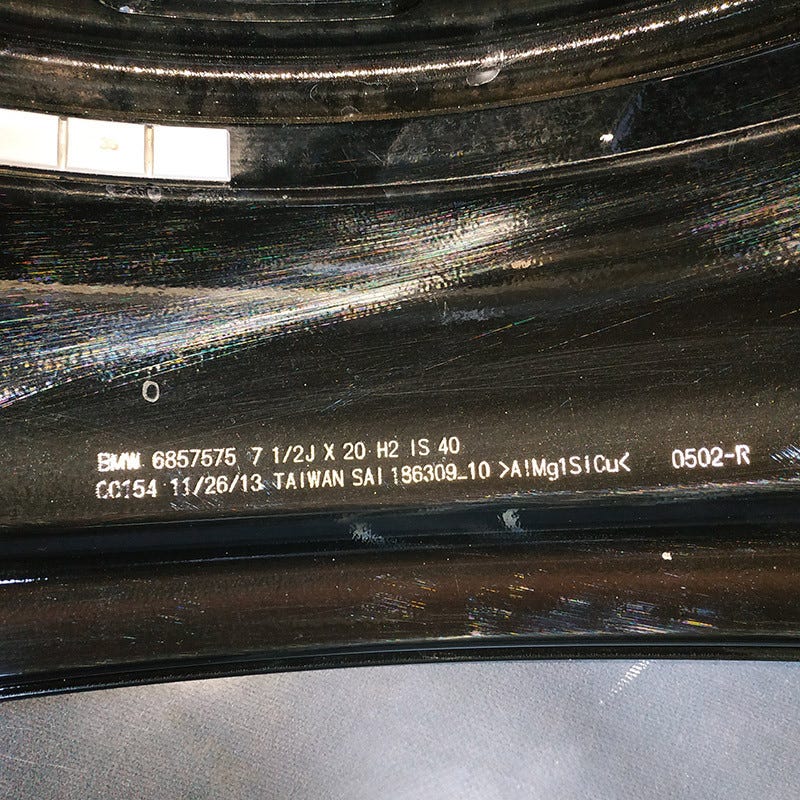 BMW 6857575 7 1/2J X 20 H2 IS 40
CC154 11/26/13 TAIWAN SAI 186309_10 >AlMg1SiCu< 0502-R